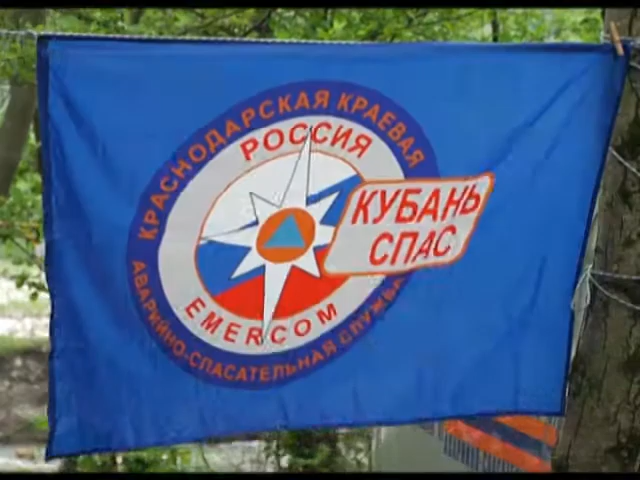 КРАСНОДАРСКАЯ КРАЕВАЯ
РОССИЯ
КУБАНЬ
СПАС
EMERCOM
АВАРИЙНО-СПАСАТЕЛЬНАЯ СЛУЖБА